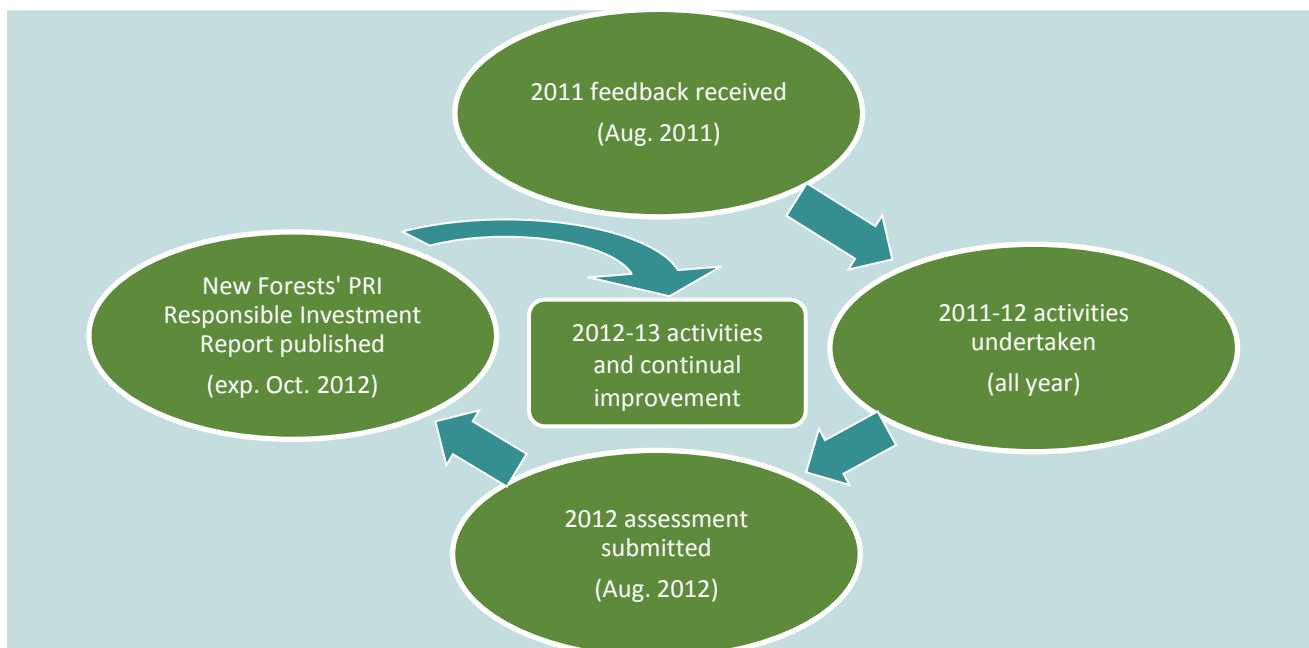 2011 feedback received
(Aug. 2011)
New Forests' PRI
Responsible Investment
Report published
(exp. Oct. 2012)
2012-13 activities
and continual
improvement
2011-12 activities
undertaken
(all year)
2012 assessment
submitted
(Aug. 2012)